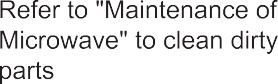 Refer to "Maintenance of
Microwave" to clean dirty
parts